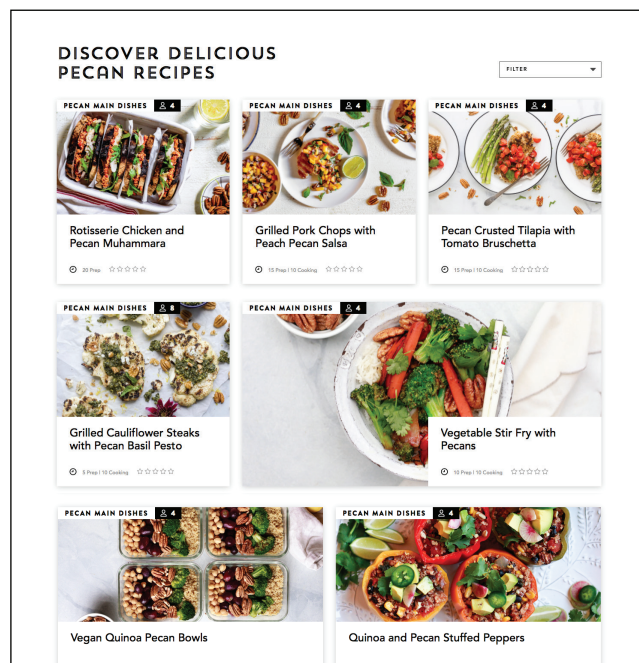 DISCOVER DELICIOUS
PECAN RECIPES
FILTER
PECAN MAIN DISHES 4
PECAN MAIN DISHES 4
PECAN MAIN DISHES 4
Rotisserie Chicken and
Pecan Muhammara
20 Prep
Grilled Pork Chops with
Peach Pecan Salsa
15 Prep | 10 Cooking
Pecan Crusted Tilapia with
Tomato Bruschetta
15 Prep | 10 Cooking
PECAN MAIN DISHES 8
PECAN MAIN DISHES 4
Grilled Cauliflower Steaks
with Pecan Basil Pesto
5 Prep | 10 Cooking
Vegetable Stir Fry with
Pecans
10 Prep | 10 Cooking
PECAN MAIN DISHES 4
PECAN MAIN DISHES 4
Vegan Quinoa Pecan Bowls
Quinoa and Pecan Stuffed Peppers